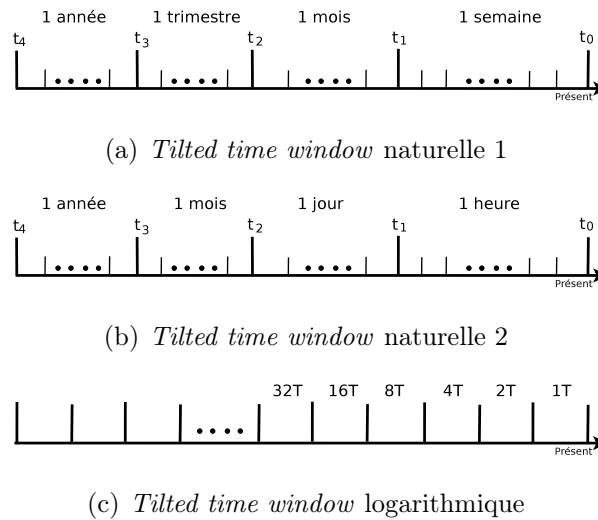 1 année 1 trimestre 1 mois 1 semaine
t4 t3 t2 t1 t0
Présent
(a) Tilted time window naturelle 1
1 année 1 mois 1 jour 1 heure
t4 t3 t2 t1 t0
Présent
(b) Tilted time window naturelle 2
32T 16T 8T 4T 2T 1T
Présent
(c) Tilted time window logarithmique